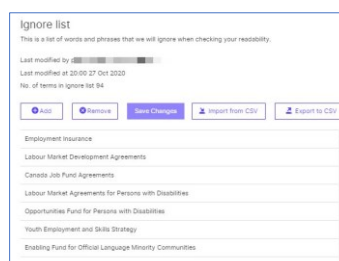 Ignore list
This is a list of words and phrases that we will ignore when checking your readability.
Last modified by
Last modified at 20:00 27 Oct 2020
No. of terms in ignore list 94
Add
Remove
Save Changes
Import from CSV
Export to CSV
Employment Insurance
Labour Market Development Agreements
Canada Job Fund Agreements
Labour Market Agreements for Persons with Disabilities
Opportunities Fund for Persons with Disabilities
Youth Employment and Skills Strategy
Enabling Fund for Official Language Minority Communities